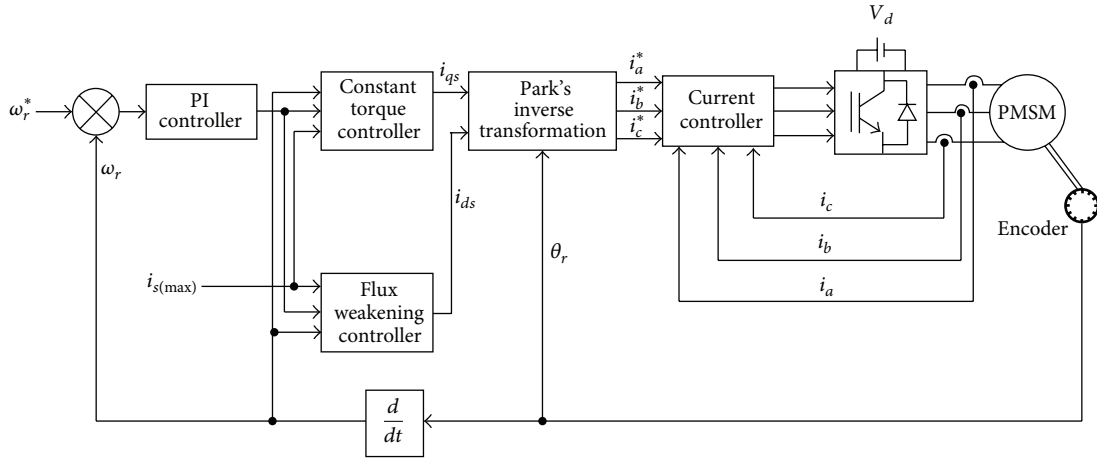 V_d
ω_r^*
PI
controller
Constant
torque
controller
i_qs
Park's
inverse
transformation
i_a^*
i_b^*
i_c^*
Current
controller
PMSM
ω_r
i_ds
θ_r
i_c
Encoder
i_b
i_s(max)
i_a
Flux
weakening
controller
d
dt